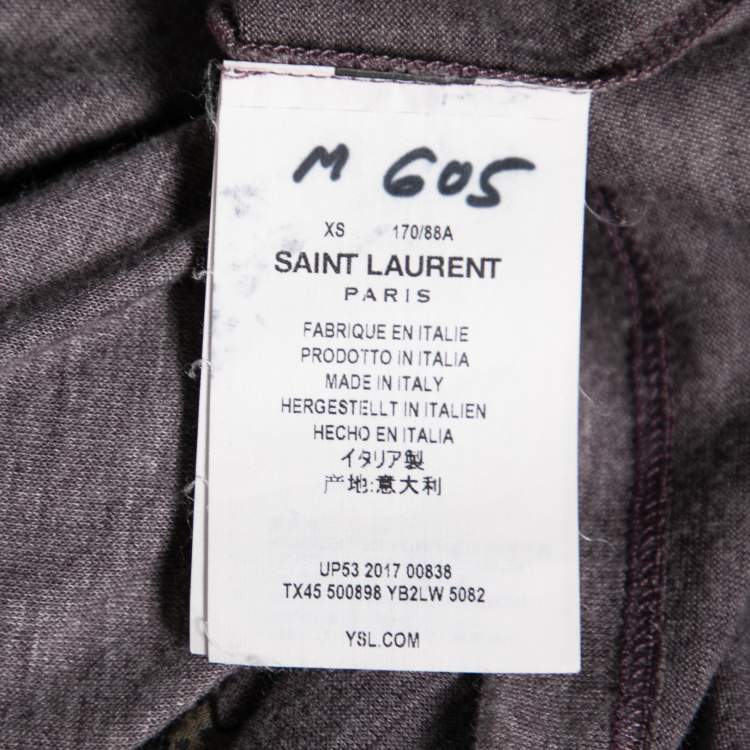 M 605
XS 170/88A
SAINT LAURENT
PARIS
FABRIQUE EN ITALIE
PRODOTTO IN ITALIA
MADE IN ITALY
HERGESTELLT IN ITALIEN
HECHO EN ITALIA
イタリア製
产地:意大利
UP53 2017 00838
TX45 500898 YB2LW 5082
YSL.COM